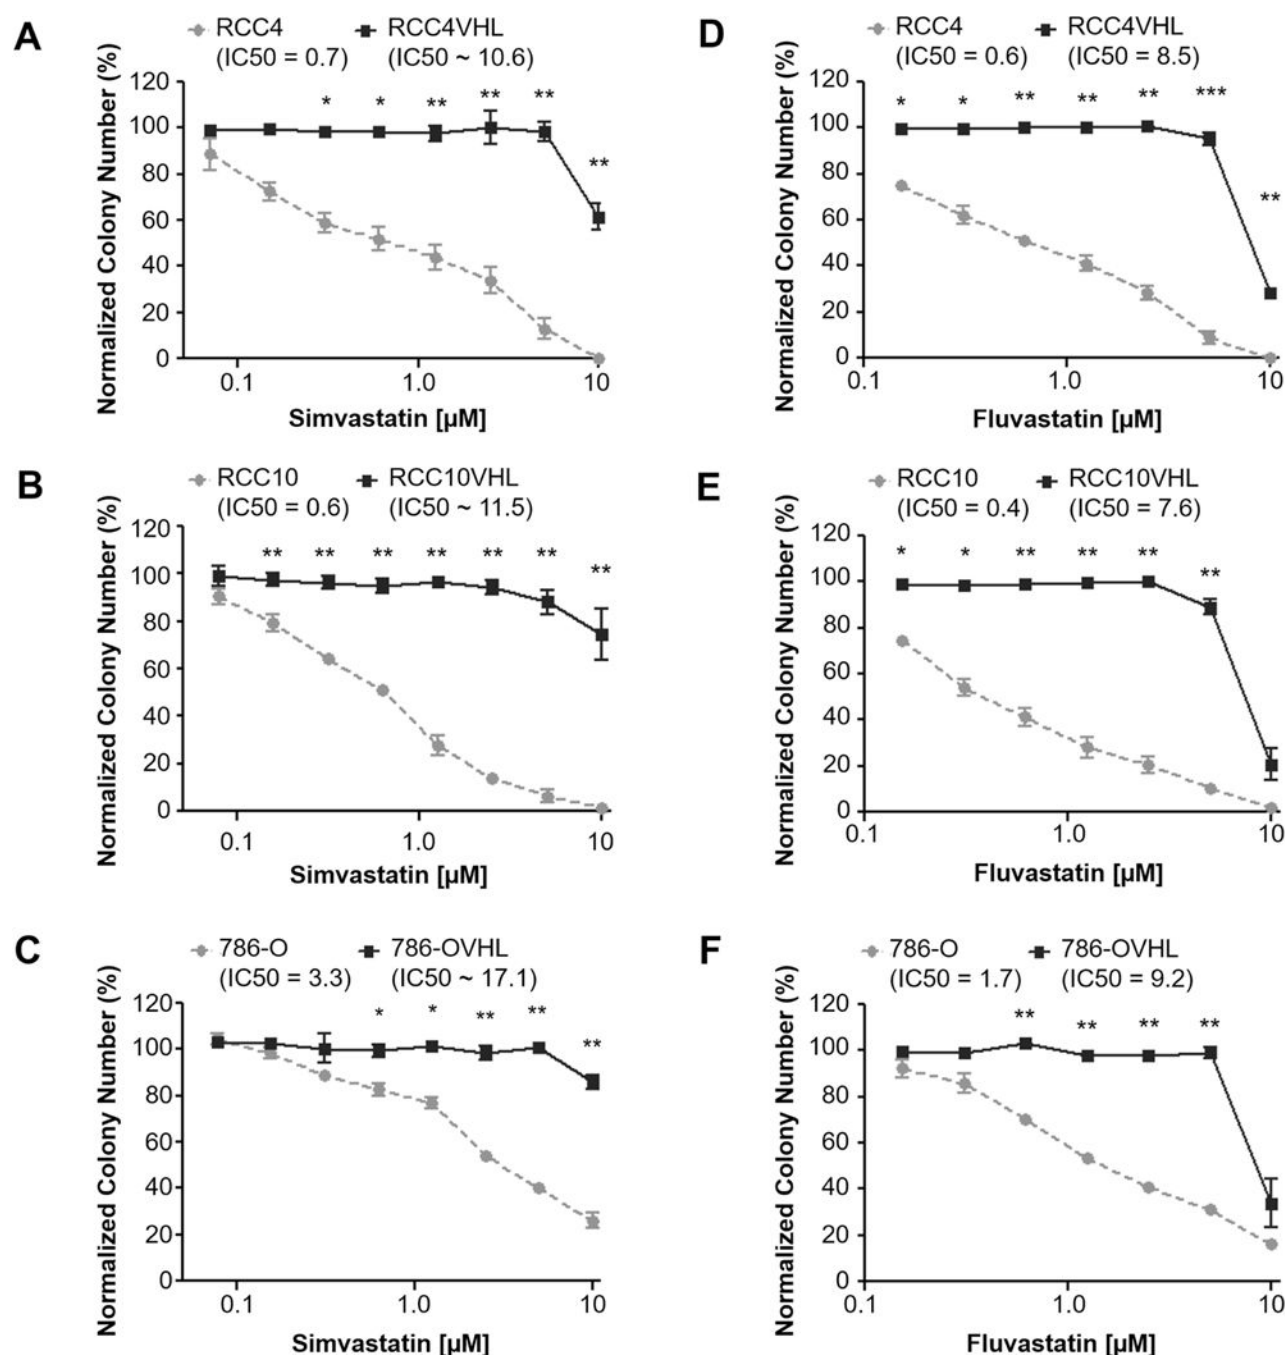 A
RCC4 RCC4VHL
(IC50 = 0.7) (IC50 ~ 10.6)
Normalized Colony Number (%)
120
100
80
60
40
20
0
* * ** ** ** **
0.1 1.0 10
Simvastatin [µM]
D
RCC4 RCC4VHL
(IC50 = 0.6) (IC50 = 8.5)
Normalized Colony Number (%)
120
100
80
60
40
20
0
* * ** ** ** *** **
0.1 1.0 10
Fluvastatin [µM]
B
RCC10 RCC10VHL
(IC50 = 0.6) (IC50 ~ 11.5)
Normalized Colony Number (%)
120
100
80
60
40
20
0
** ** ** ** ** ** **
0.1 1.0 10
Simvastatin [µM]
E
RCC10 RCC10VHL
(IC50 = 0.4) (IC50 = 7.6)
Normalized Colony Number (%)
120
100
80
60
40
20
0
* * ** ** ** **
0.1 1.0 10
Fluvastatin [µM]
C
786-O 786-OVHL
(IC50 = 3.3) (IC50 ~ 17.1)
Normalized Colony Number (%)
120
100
80
60
40
20
0
* * ** ** **
0.1 1.0 10
Simvastatin [µM]
F
786-O 786-OVHL
(IC50 = 1.7) (IC50 = 9.2)
Normalized Colony Number (%)
120
100
80
60
40
20
0
** ** ** **
0.1 1.0 10
Fluvastatin [µM]